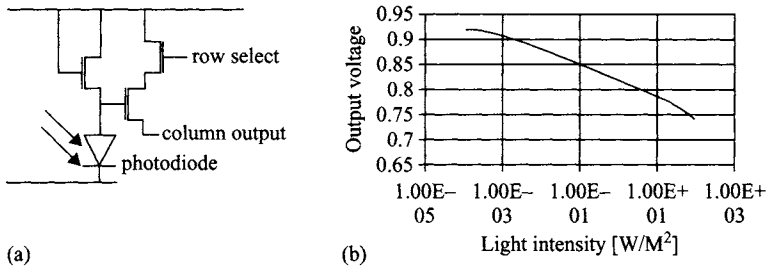 row select
column output
photodiode
(a)
Output voltage
0.95
0.9
0.85
0.8
0.75
0.7
0.65
1.00E–
05
1.00E–
03
1.00E–
01
1.00E+
01
1.00E+
03
Light intensity [W/M²]
(b)